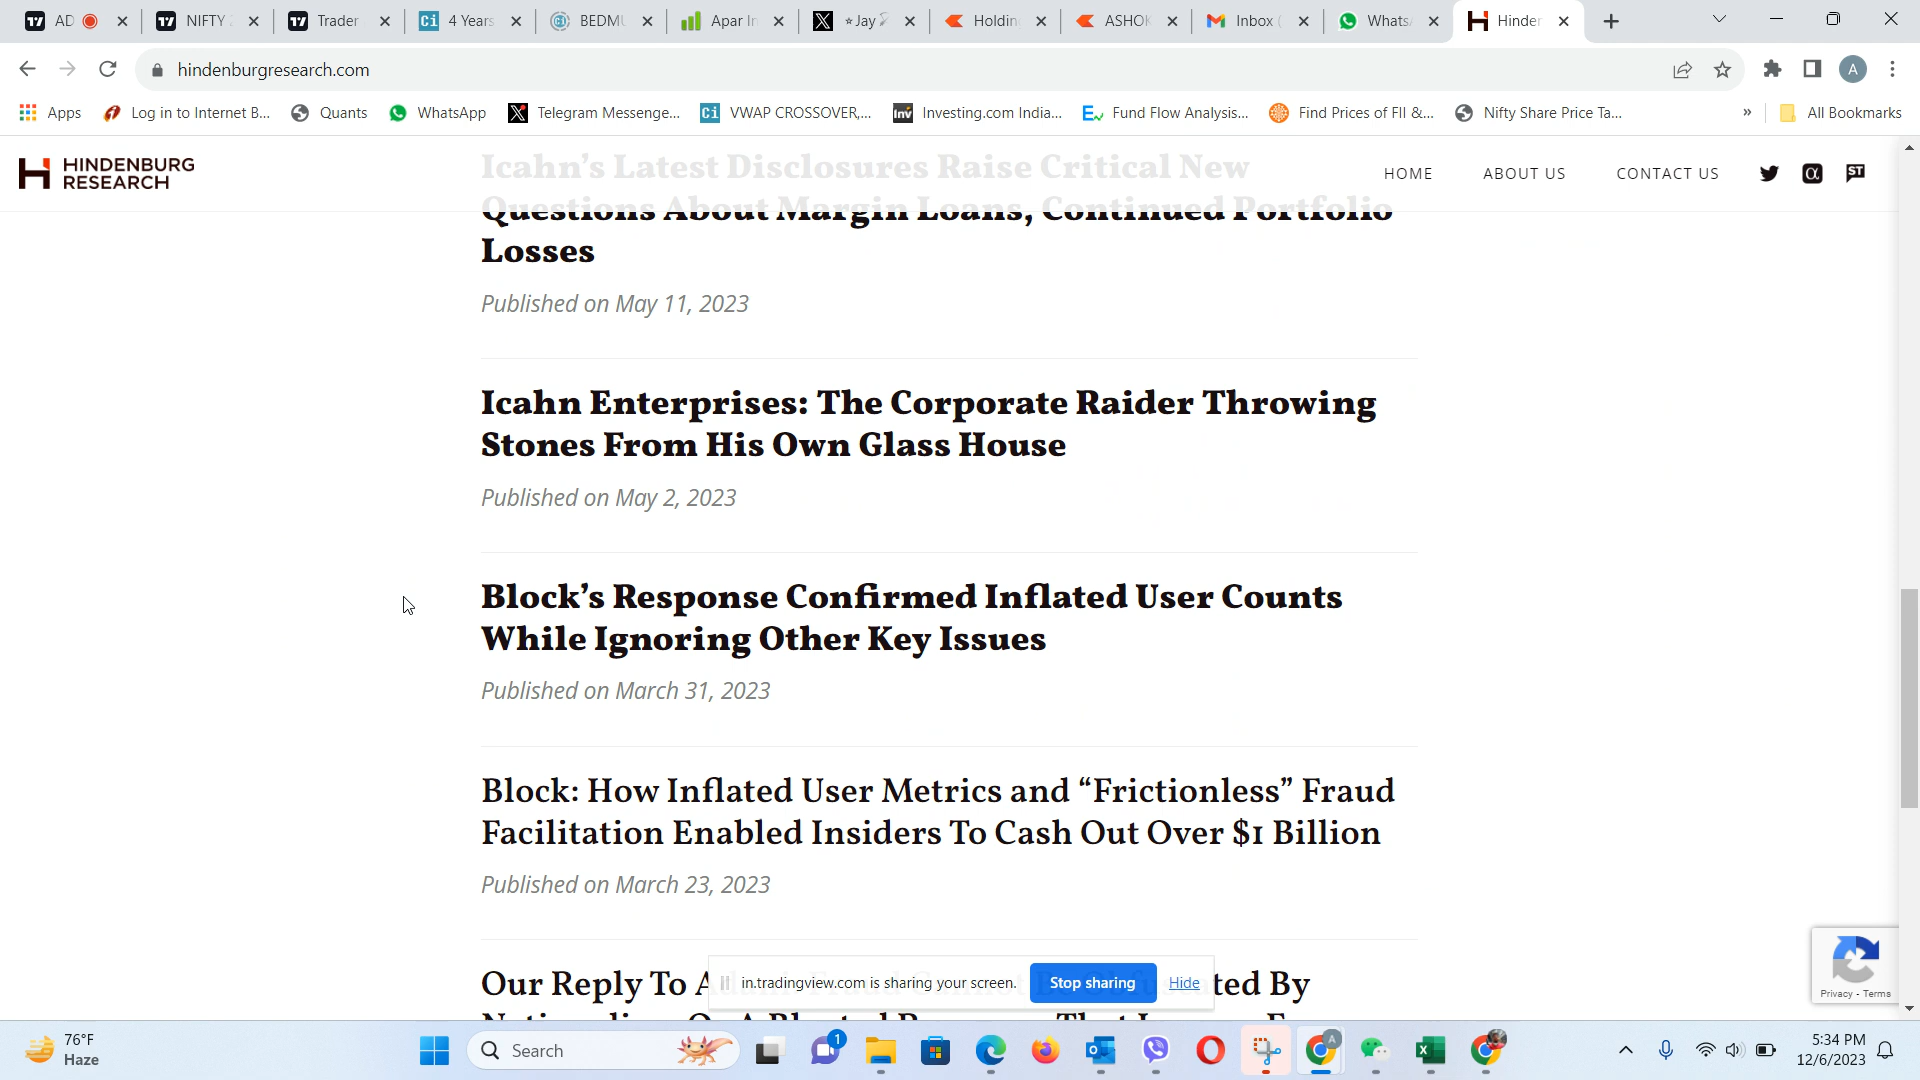 AD
NIFTY
Trader
4 Years
BEDMU
Apar In
Jay
Holdin
ASHOK
Inbox (
Whats
Hinder
hindenburgresearch.com
A
Apps
Log in to Internet B...
Quants
WhatsApp
Telegram Messenge...
VWAP CROSSOVER,...
Investing.com India...
Fund Flow Analysis...
Find Prices of FII &...
Nifty Share Price Ta...
»
All Bookmarks
HINDENBURG
RESEARCH
HOME
ABOUT US
CONTACT US
Icahn’s Latest Disclosures Raise Critical New
Questions About Margin Loans, Continued Portfolio
Losses
Published on May 11, 2023
Icahn Enterprises: The Corporate Raider Throwing
Stones From His Own Glass House
Published on May 2, 2023
Block’s Response Confirmed Inflated User Counts
While Ignoring Other Key Issues
Published on March 31, 2023
Block: How Inflated User Metrics and “Frictionless” Fraud
Facilitation Enabled Insiders To Cash Out Over $1 Billion
Published on March 23, 2023
Our Reply To A
ted By
in.tradingview.com is sharing your screen.
Stop sharing
Hide
Privacy - Terms
76°F
Haze
Search
1
5:34 PM
12/6/2023